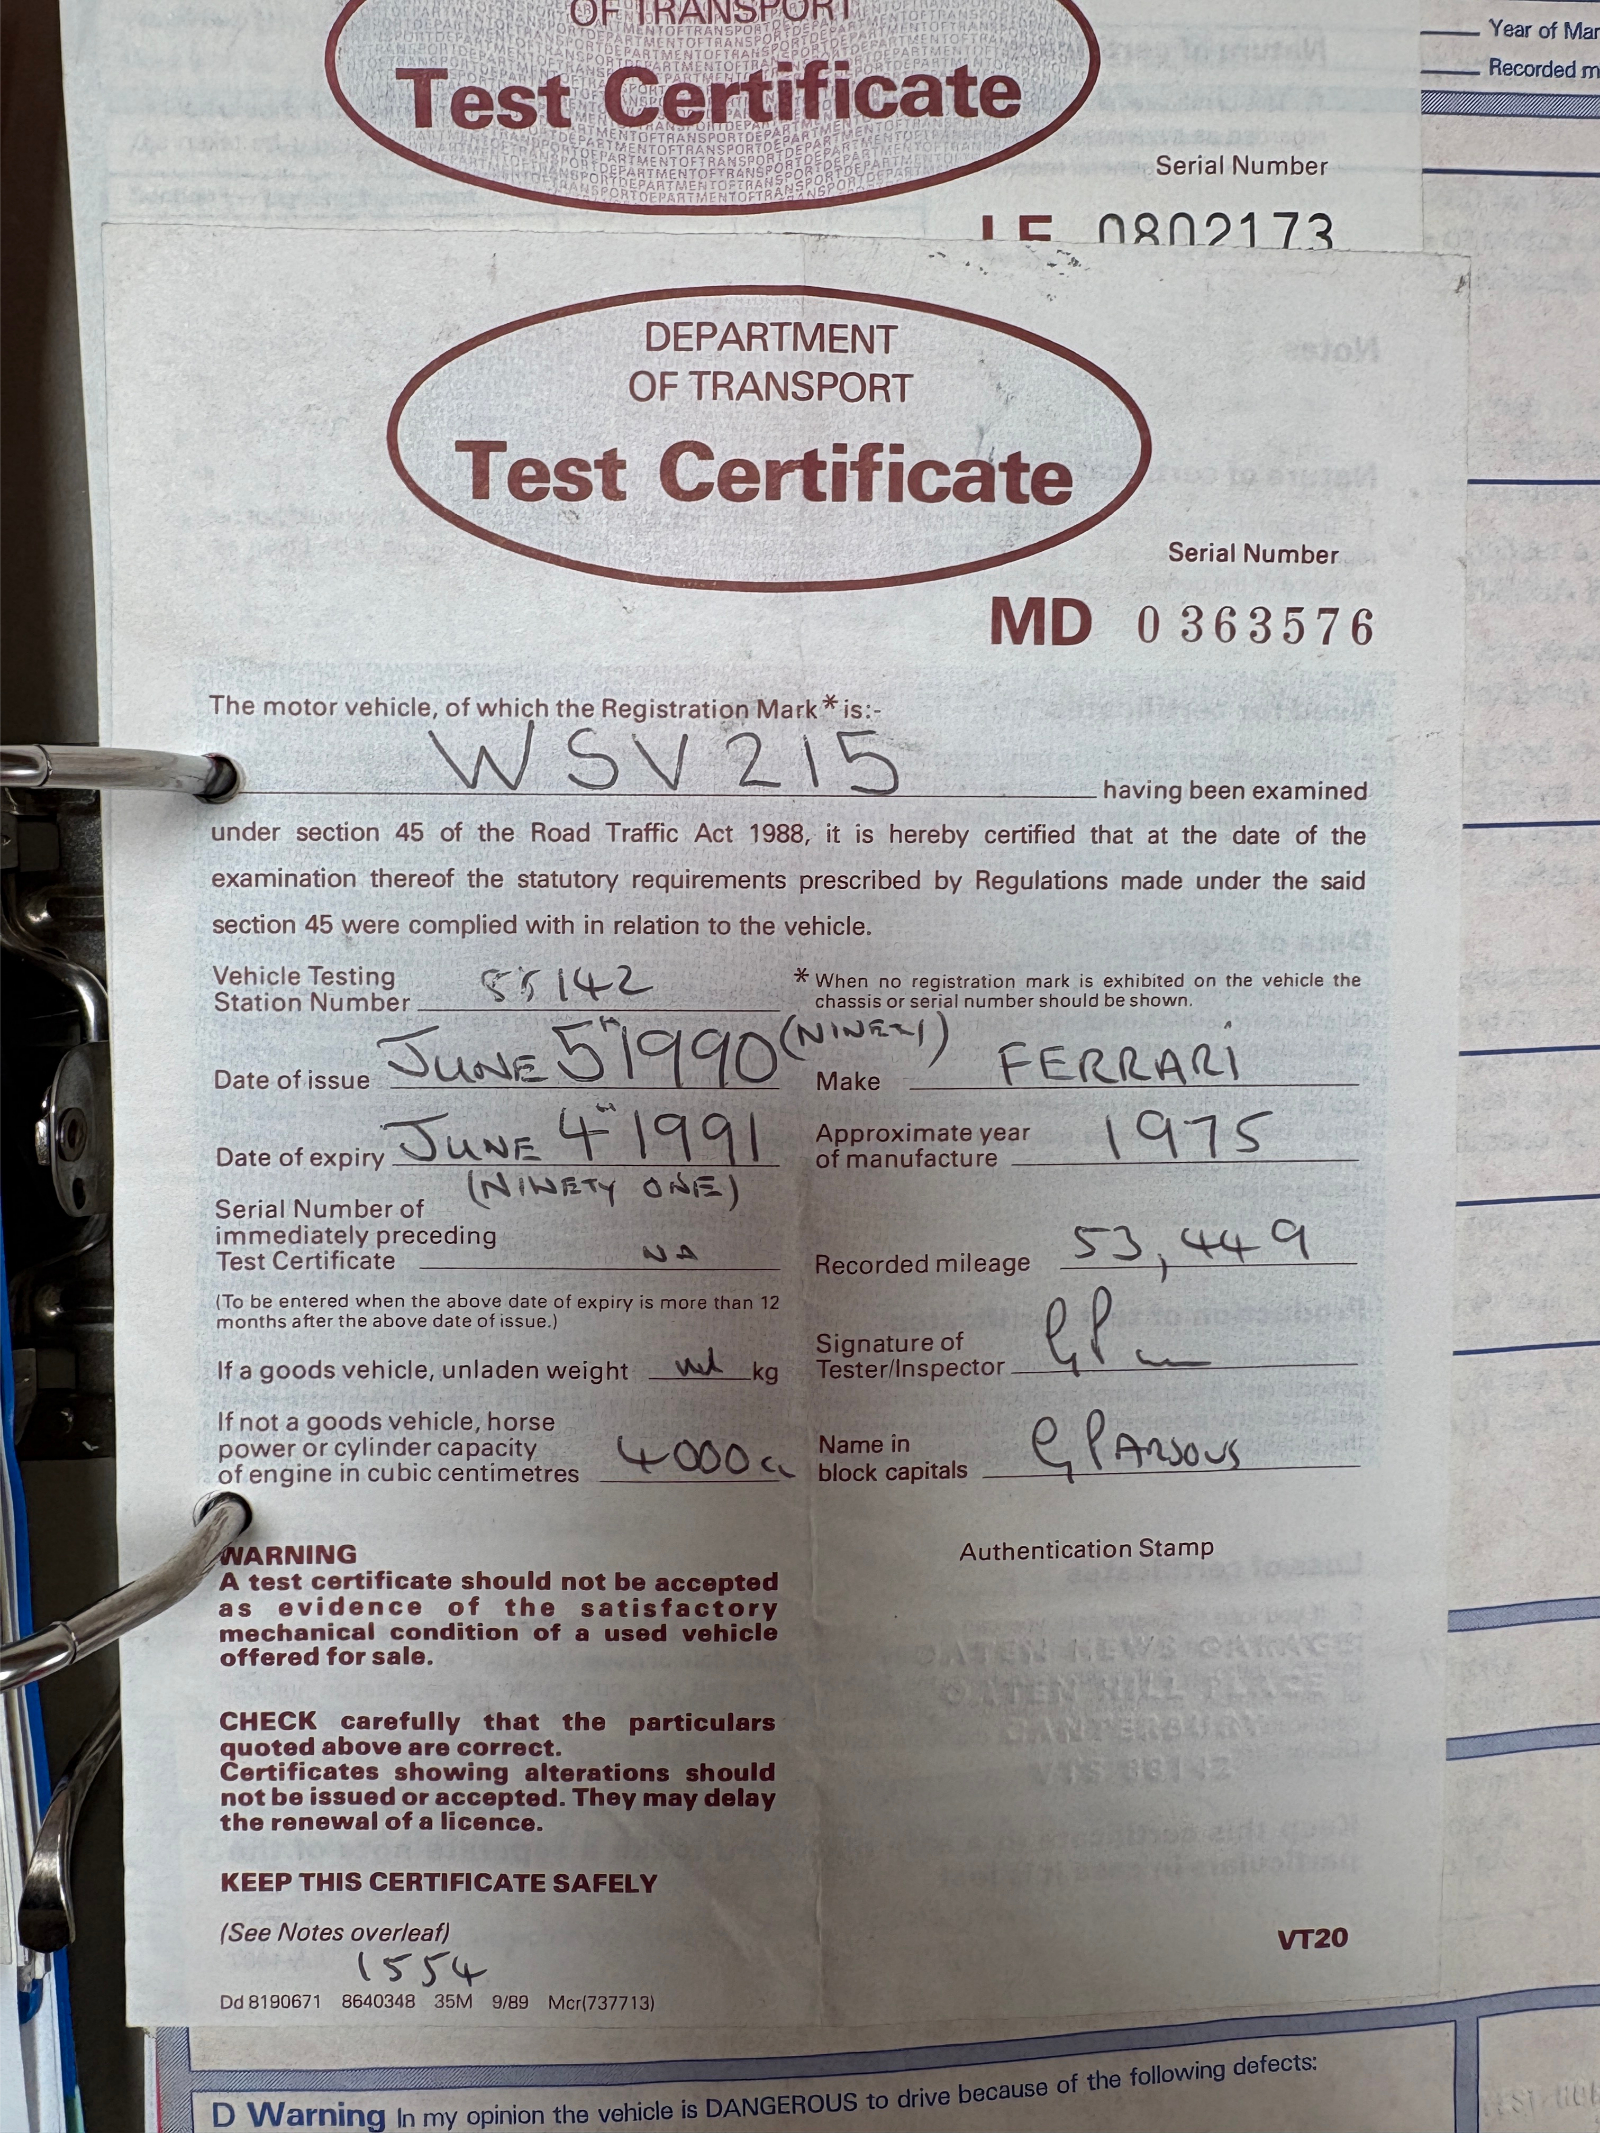 OF TRANSPORT
Test Certificate
Serial Number
LE 0802173
Year of Mar
Recorded m
DEPARTMENT
OF TRANSPORT
Test Certificate
Serial Number
MD 0363576
The motor vehicle, of which the Registration Mark* is:-
WSV 215 having been examined
under section 45 of the Road Traffic Act 1988, it is hereby certified that at the date of the
examination thereof the statutory requirements prescribed by Regulations made under the said
section 45 were complied with in relation to the vehicle.
Vehicle Testing
Station Number 88142
* When no registration mark is exhibited on the vehicle the
chassis or serial number should be shown.
Date of issue JUNE 5TH 1990 (NINETY)
Make FERRARI
Date of expiry JUNE 4TH 1991
(NINETY ONE)
Approximate year
of manufacture 1975
Serial Number of
immediately preceding
Test Certificate NA
Recorded mileage 53,449
(To be entered when the above date of expiry is more than 12
months after the above date of issue.)
Signature of
Tester/Inspector
If a goods vehicle, unladen weight kg
If not a goods vehicle, horse
power or cylinder capacity
of engine in cubic centimetres 4000cc
Name in
block capitals G PARSONS
WARNING
A test certificate should not be accepted
as evidence of the satisfactory
mechanical condition of a used vehicle
offered for sale.
Authentication Stamp
OATEN HILL PLACE
CANTERBURY
VTS 88142
CHECK carefully that the particulars
quoted above are correct.
Certificates showing alterations should
not be issued or accepted. They may delay
the renewal of a licence.
KEEP THIS CERTIFICATE SAFELY
(See Notes overleaf)
VT20
1554
Dd 8190671 8640348 35M 9/89 Mcr(737713)
D Warning In my opinion the vehicle is DANGEROUS to drive because of the following defects: